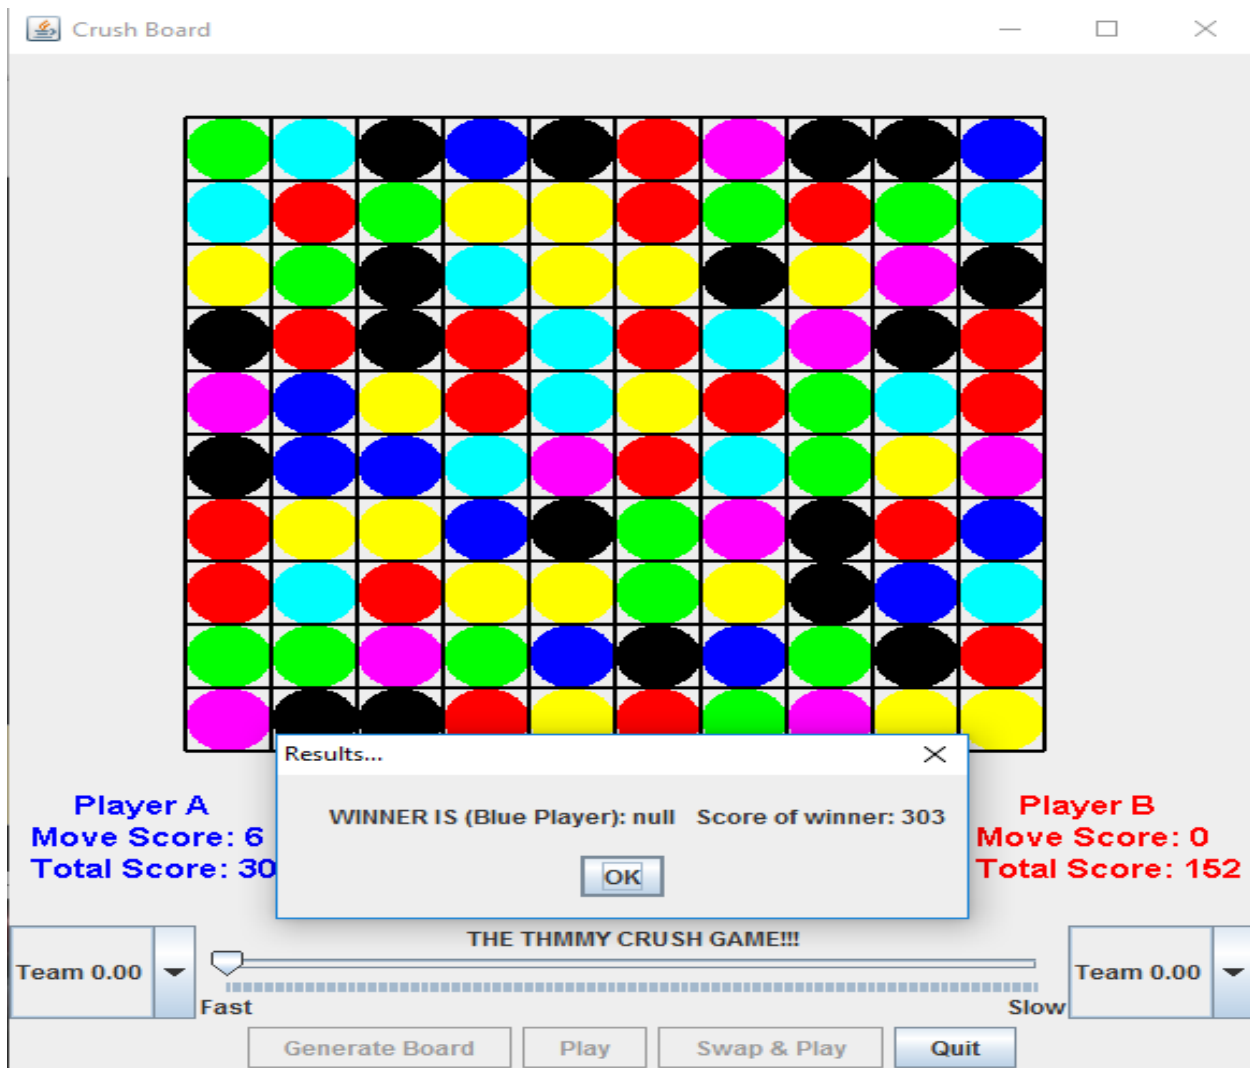 Crush Board
Results...
WINNER IS (Blue Player): null Score of winner: 303
OK
Player A
Move Score: 6
Total Score: 30
Player B
Move Score: 0
Total Score: 152
THE THMMY CRUSH GAME!!!
Team 0.00
Team 0.00
Fast
Slow
Generate Board
Play
Swap & Play
Quit